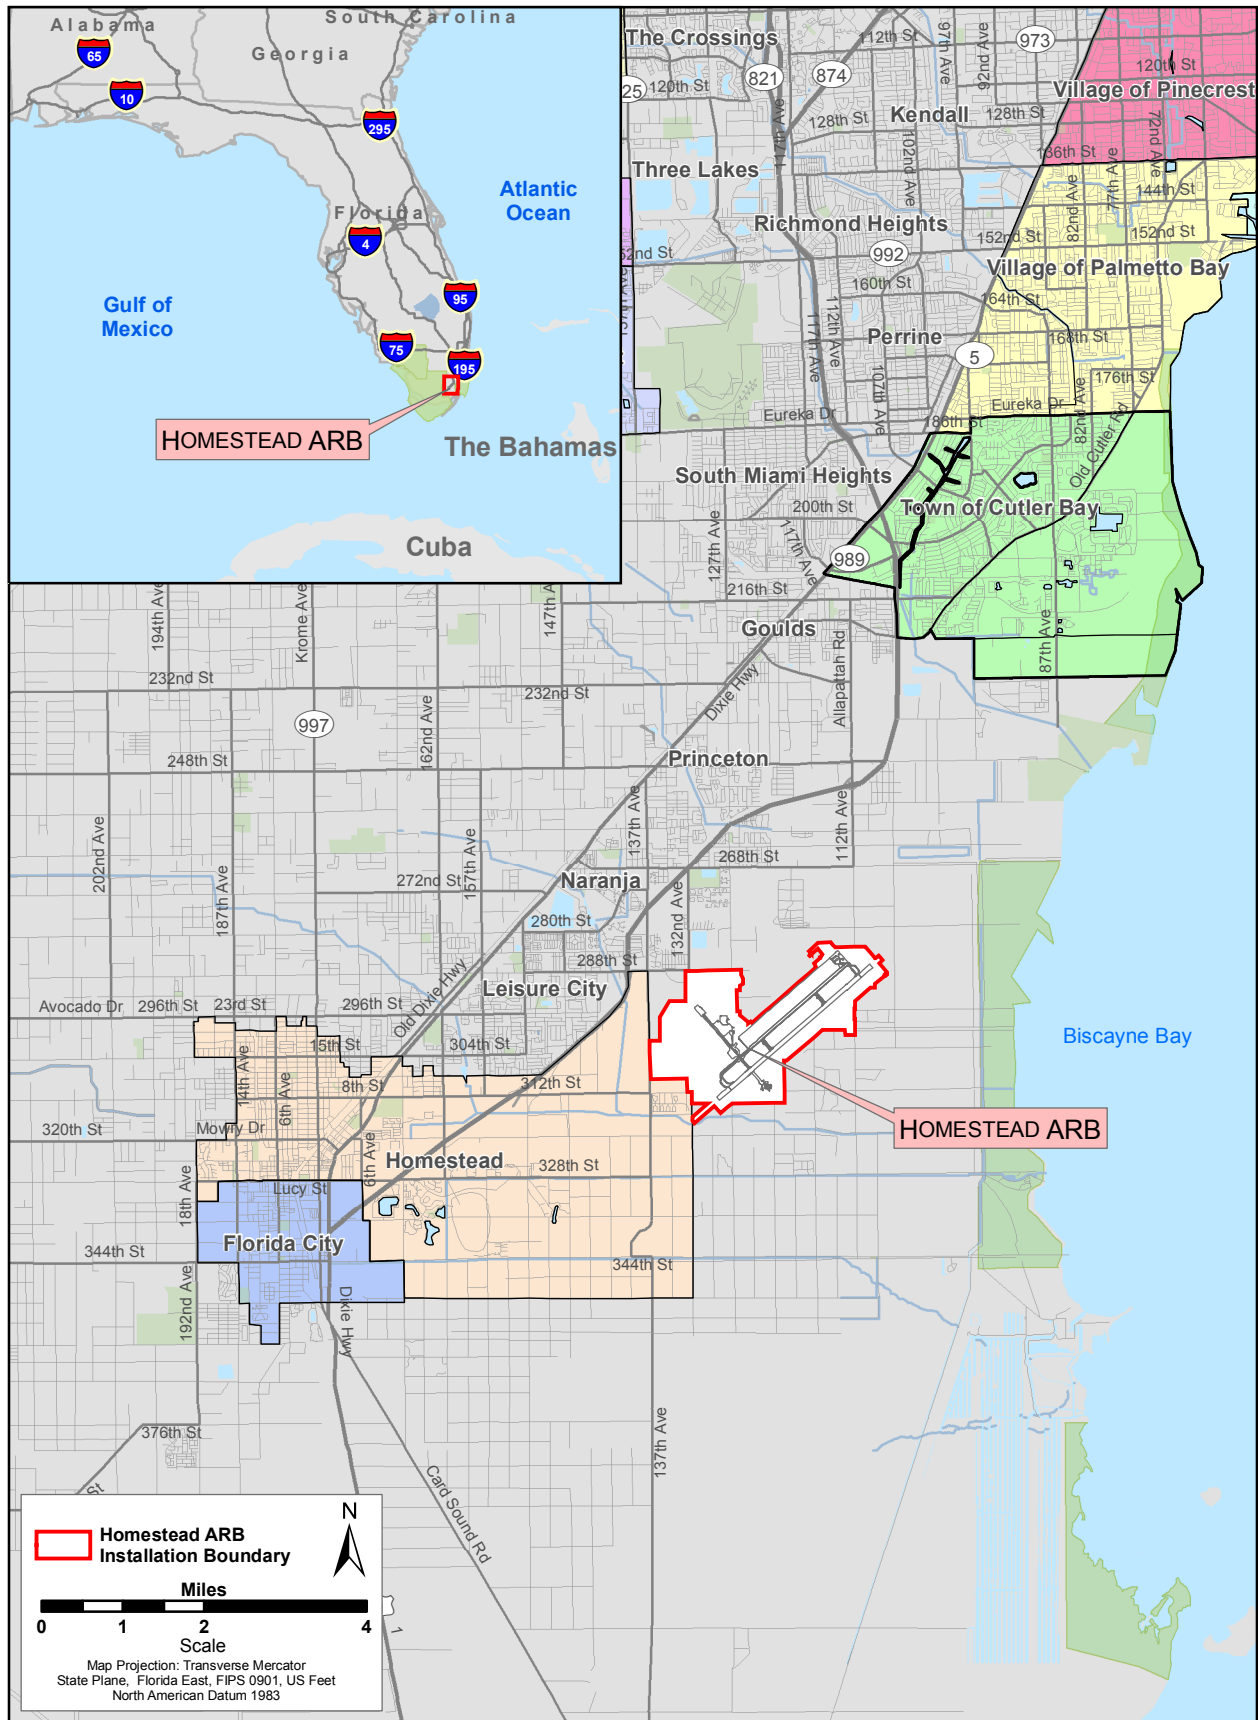 Alabama
South Carolina
Georgia
65
10
295
Atlantic
Ocean
Florida
4
Gulf of
Mexico
95
75
195
HOMESTEAD ARB
The Bahamas
Cuba
The Crossings
112th St
97th Ave
92nd Ave
973
821
874
120th St
25
120th St
Village of Pinecrest
Kendall
128th St
128th St
117th Ave
102nd Ave
72nd Ave
136th St
Three Lakes
77th Ave
82nd Ave
144th St
Richmond Heights
152nd St
152nd St
52nd St
992
Village of Palmetto Bay
160th St
164th St
112th Ave
117th Ave
Perrine
168th St
5
107th Ave
176th St
Eureka Dr
Eureka Dr
186th St
82nd Ave
Old Cutler Rd
South Miami Heights
200th St
Town of Cutler Bay
127th Ave
117th Ave
989
216th St
194th Ave
Krome Ave
147th A
Goulds
Allapattah Rd
87th Ave
232nd St
232nd St
Dixie Hwy
997
162nd Ave
248th St
Princeton
137th Ave
112th Ave
202nd Ave
157th Ave
268th St
272nd St
Naranja
187th Ave
280th St
132nd Ave
288th St
Old Dixie Hwy
Leisure City
Avocado Dr
296th St
23rd St
296th St
15th St
304th St
Biscayne Bay
14th Ave
6th Ave
8th St
312th St
HOMESTEAD ARB
320th St
Mowry Dr
6th Ave
Homestead
328th St
18th Ave
Lucy St
Florida City
344th St
344th St
192nd Ave
Dixie Hwy
376th St
St
Card Sound Rd
137th Ave
1
N
Homestead ARB
Installation Boundary
Miles
0 1 2 4
Scale
Map Projection: Transverse Mercator
State Plane, Florida East, FIPS 0901, US Feet
North American Datum 1983